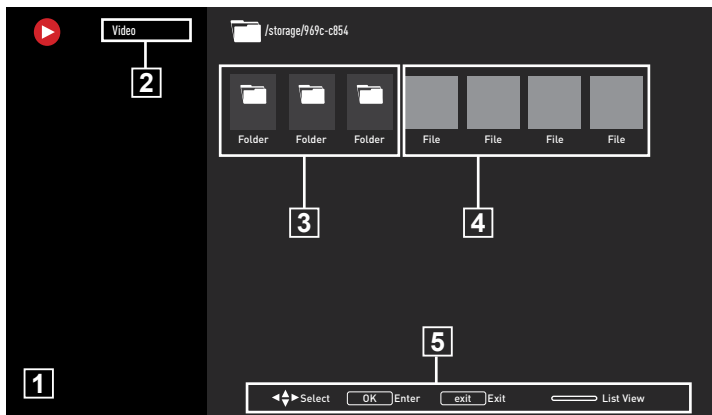 Video
/storage/969c-c854
2
Folder Folder Folder File File File File
3
4
5
1
Select OK Enter exit Exit List View